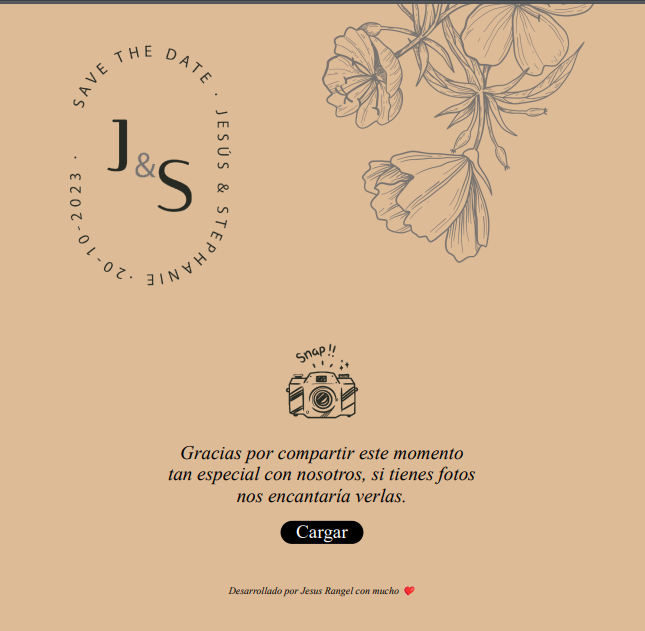 SAVE THE DATE · JESÚS & STEPHANIE · 20-10-2023 ·
J&S
Snap!!
Gracias por compartir este momento
tan especial con nosotros, si tienes fotos
nos encantaría verlas.
Cargar
Desarrollado por Jesus Rangel con mucho ❤️